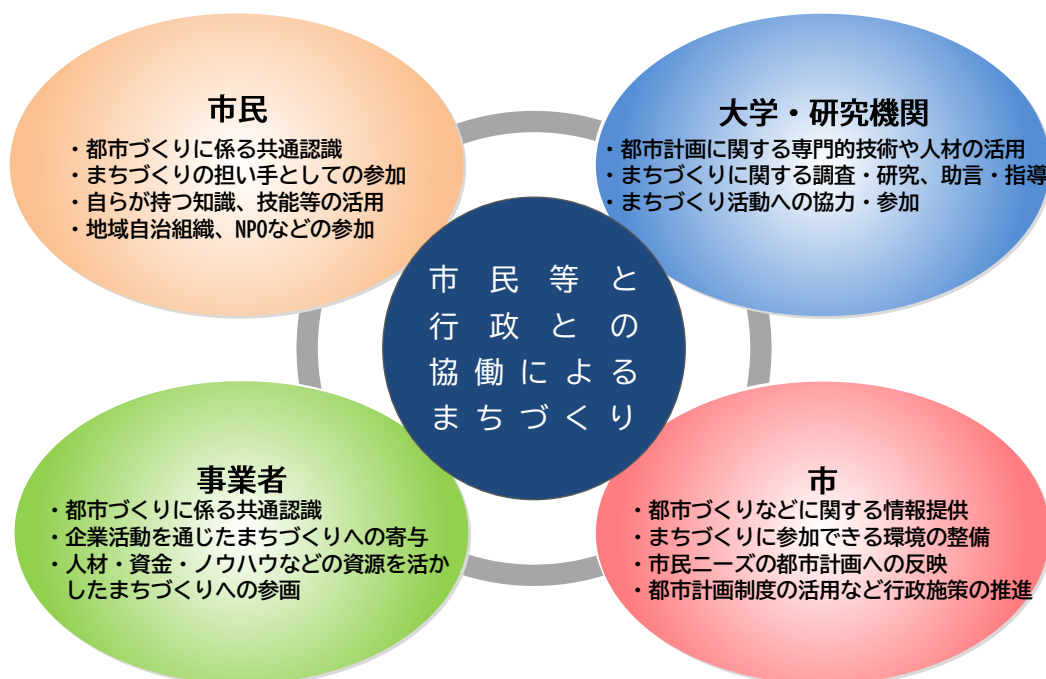 市民
・都市づくりに係る共通認識
・まちづくりの担い手としての参加
・自らが持つ知識、技能等の活用
・地域自治組織、NPOなどの参加
大学・研究機関
・都市計画に関する専門的技術や人材の活用
・まちづくりに関する調査・研究、助言・指導
・まちづくり活動への協力・参加
市民等と
行政との
協働による
まちづくり
事業者
・都市づくりに係る共通認識
・企業活動を通じたまちづくりへの寄与
・人材・資金・ノウハウなどの資源を活か
したまちづくりへの参画
市
・都市づくりなどに関する情報提供
・まちづくりに参加できる環境の整備
・市民ニーズの都市計画への反映
・都市計画制度の活用など行政施策の推進